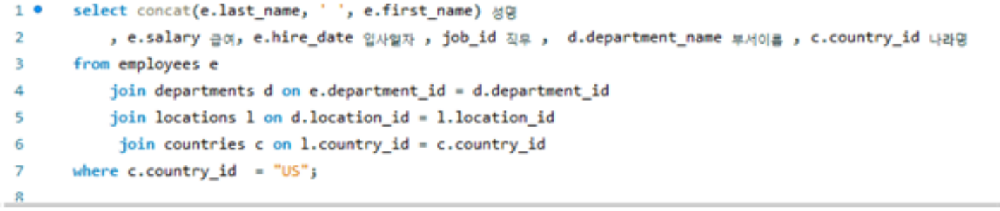 1 select concat(e.last_name, ' ', e.first_name) 성명
2 , e.salary 급여, e.hire_date 입사일자 , job_id 직무 , d.department_name 부서이름 , c.country_id 나라명
3 from employees e
4 join departments d on e.department_id = d.department_id
5 join locations l on d.location_id = l.location_id
6 join countries c on l.country_id = c.country_id
7 where c.country_id = "US";
8